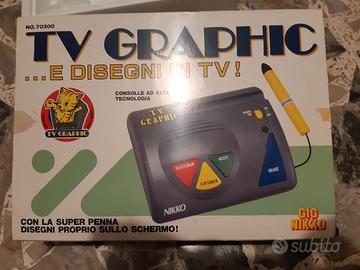 NO. 70300
TV GRAPHIC
...E DISEGNI IN TV!
CONSOLLE AD ALTA
TECNOLOGIA
TV GRAPHIC
TV
GRAPHIC
ERASE
NIKKO
CON LA SUPER PENNA
DISEGNI PROPRIO SULLO SCHERMO!
GIG
NIKKO
subito